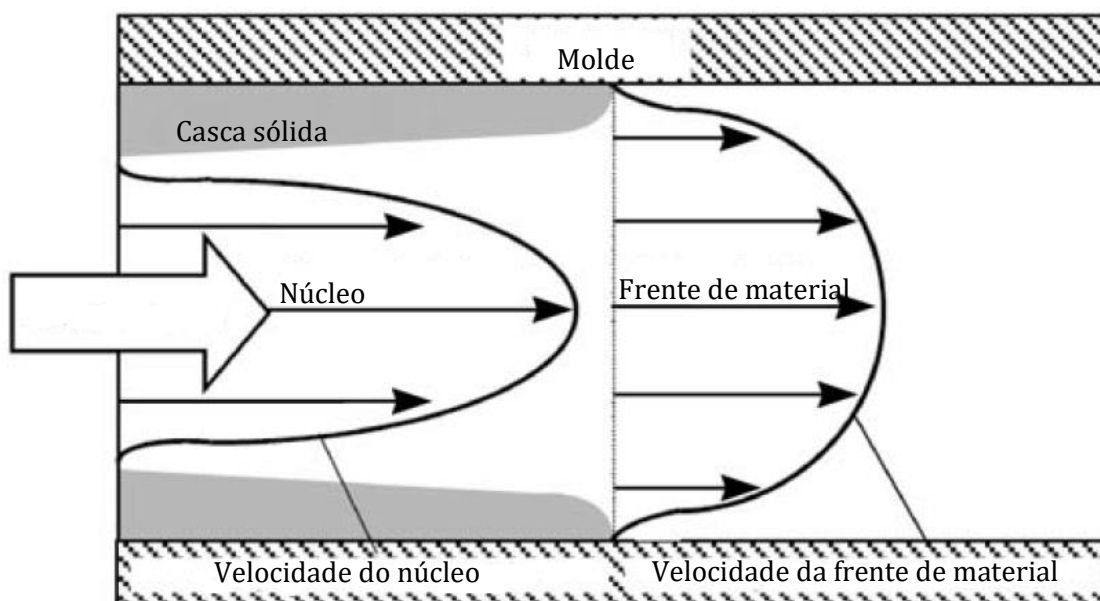 Molde
Casca sólida
Núcleo
Frente de material
Velocidade do núcleo
Velocidade da frente de material